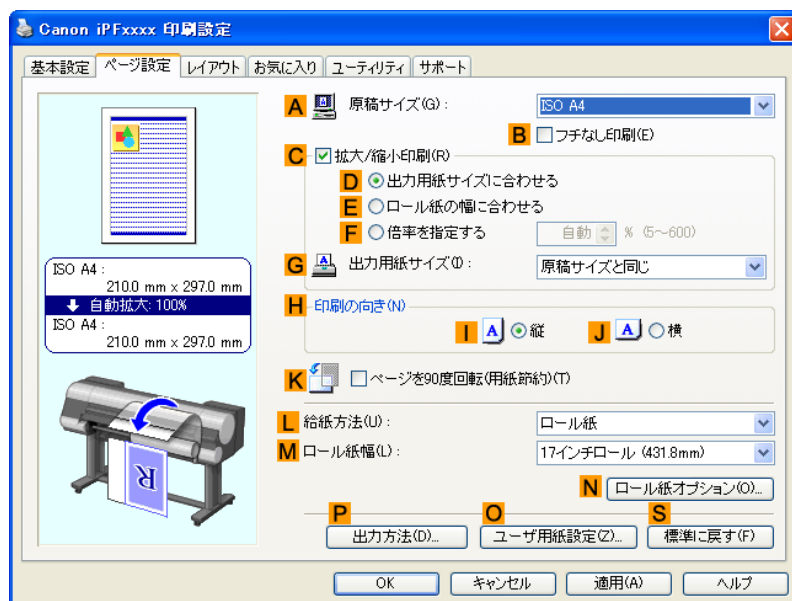 Canon iPFxxxx 印刷設定
基本設定 ページ設定 レイアウト お気に入り ユーティリティ サポート
A 原稿サイズ(G) : ISO A4
B フチなし印刷(E)
C 拡大/縮小印刷(R)
D 出力用紙サイズに合わせる
E ロール紙の幅に合わせる
F 倍率を指定する 自動 % (5～600)
G 出力用紙サイズ(I) : 原稿サイズと同じ
ISO A4 :
210.0 mm x 297.0 mm
自動拡大: 100%
ISO A4 :
210.0 mm x 297.0 mm
H 印刷の向き(N)
I A 縦 J A 横
K ページを90度回転(用紙節約)(T)
R
L 給紙方法(U) : ロール紙
M ロール紙幅(L) : 17インチロール (431.8mm)
N ロール紙オプション(O)...
P O S
出力方法(D)... ユーザ用紙設定(Z)... 標準に戻す(F)
OK キャンセル 適用(A) ヘルプ